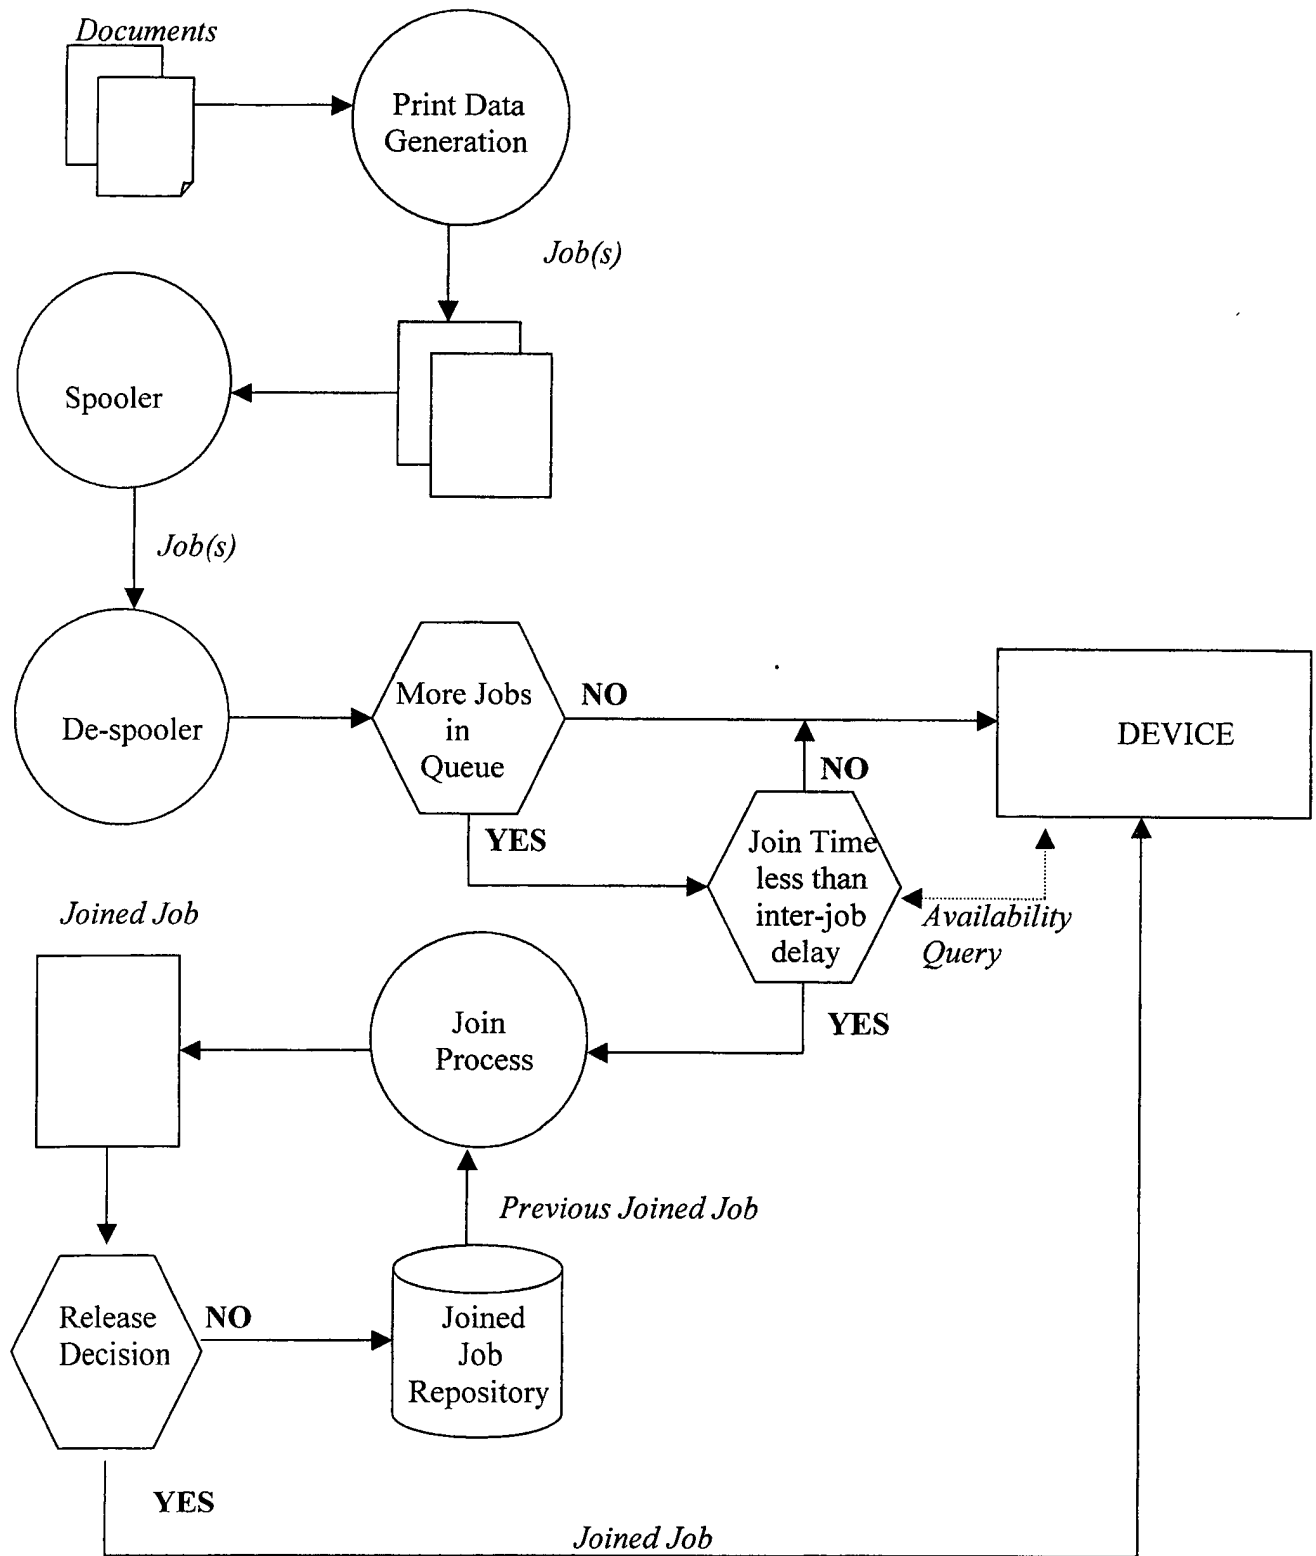 Documents
Print Data
Generation
Job(s)
Spooler
Job(s)
De-spooler
More Jobs
in
Queue
NO
DEVICE
NO
YES
Join Time
less than
inter-job
delay
Availability
Query
Joined Job
YES
Join
Process
Previous Joined Job
Release
Decision
NO
Joined
Job
Repository
YES
Joined Job